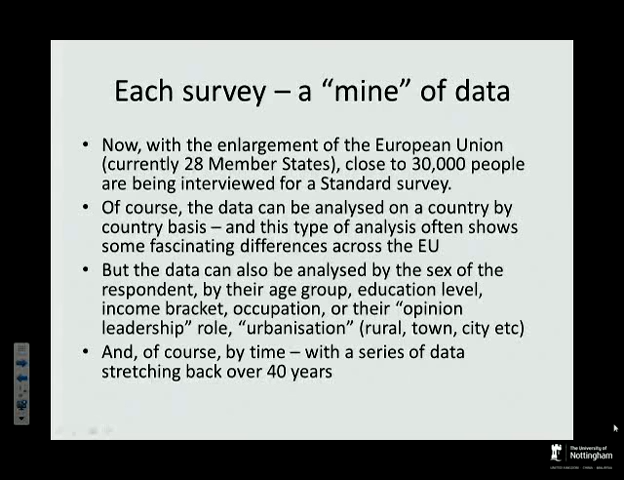 Each survey – a “mine” of data
• Now, with the enlargement of the European Union
(currently 28 Member States), close to 30,000 people
are being interviewed for a Standard survey.
• Of course, the data can be analysed on a country by
country basis – and this type of analysis often shows
some fascinating differences across the EU
• But the data can also be analysed by the sex of the
respondent, by their age group, education level,
income bracket, occupation, or their “opinion
leadership” role, “urbanisation” (rural, town, city etc)
• And, of course, by time – with a series of data
stretching back over 40 years
The University of
Nottingham